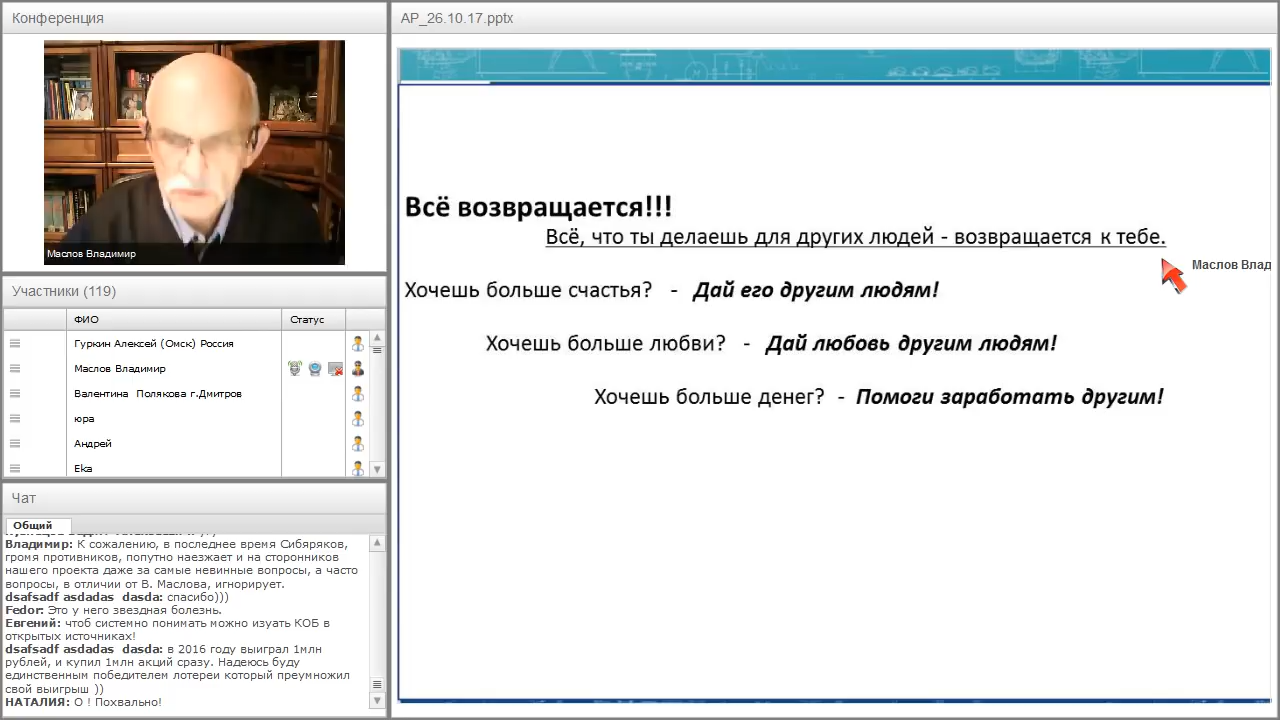 Конференция
Маслов Владимир
Участники (119)
ФИО
Статус
Гуркин Алексей (Омск) Россия
Маслов Владимир
Валентина Полякова г.Дмитров
юра
Андрей
Eka
Чат
Общий
Владимир: К сожалению, в последнее время Сибяряков,
громя противников, попутно наезжает и на сторонников
нашего проекта даже за самые невинные вопросы, а часто
вопросы, в отличии от В. Маслова, игнорирует.
dsafsadf asdadas dasda: спасибо)))
Fedor: Это у него звездная болезнь.
Евгений: чтоб системно понимать можно изуать КОБ в
открытых источниках!
dsafsadf asdadas dasda: в 2016 году выиграл 1млн
рублей, и купил 1млн акций сразу. Надеюсь буду
единственным победителем лотереи который преумножил
свой выигрыш ))
НАТАЛИЯ: О ! Похвально!
AP_26.10.17.pptx
Всё возвращается!!!
Всё, что ты делаешь для других людей - возвращается к тебе.
Маслов Влад
Хочешь больше счастья? - Дай его другим людям!
Хочешь больше любви? - Дай любовь другим людям!
Хочешь больше денег? - Помоги заработать другим!